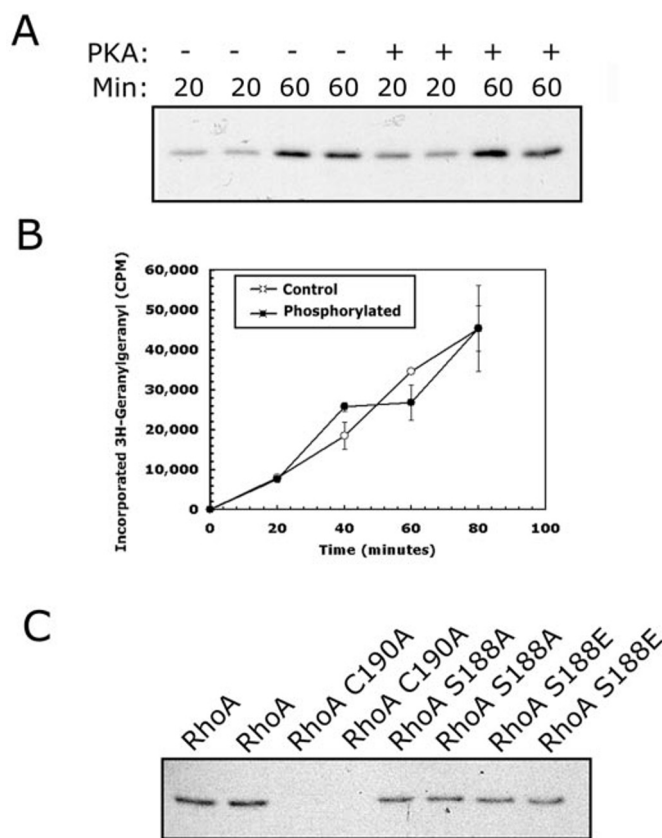 A
PKA: - - - - + + + +
Min: 20 20 60 60 20 20 60 60
B
60,000
50,000
40,000
30,000
20,000
10,000
0
Incorporated 3H-Geranylgeranyl (CPM)
Control
Phosphorylated
0 20 40 60 80 100
Time (minutes)
C
RhoA
RhoA
RhoA C190A
RhoA C190A
RhoA S188A
RhoA S188A
RhoA S188E
RhoA S188E